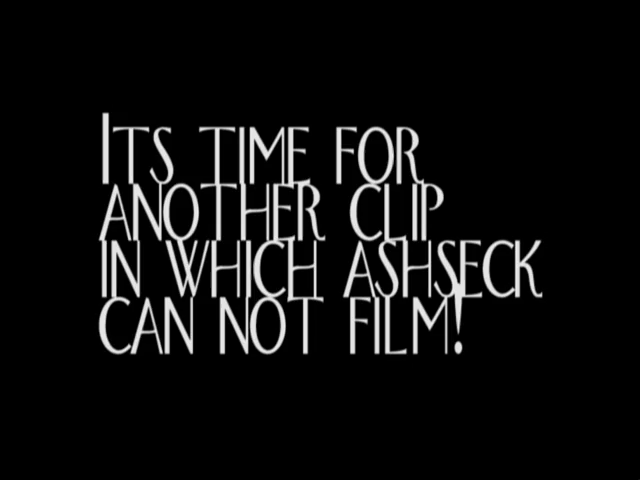 Its time for
another clip
in which Ashseck
can not film!